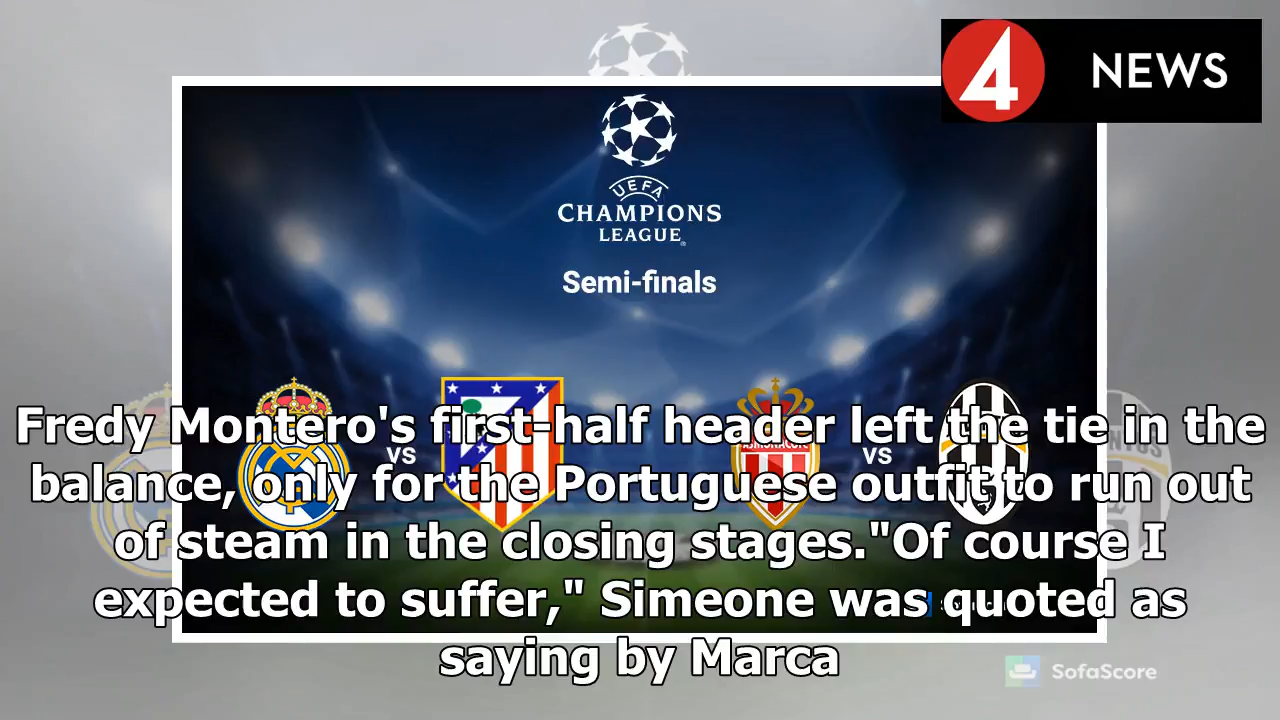 4 NEWS
UEFA
CHAMPIONS
LEAGUE
Semi-finals
vs
vs
Fredy Montero's first-half header left the tie in the
balance, only for the Portuguese outfit to run out
of steam in the closing stages."Of course I
expected to suffer," Simeone was quoted as
saying by Marca
SofaScore